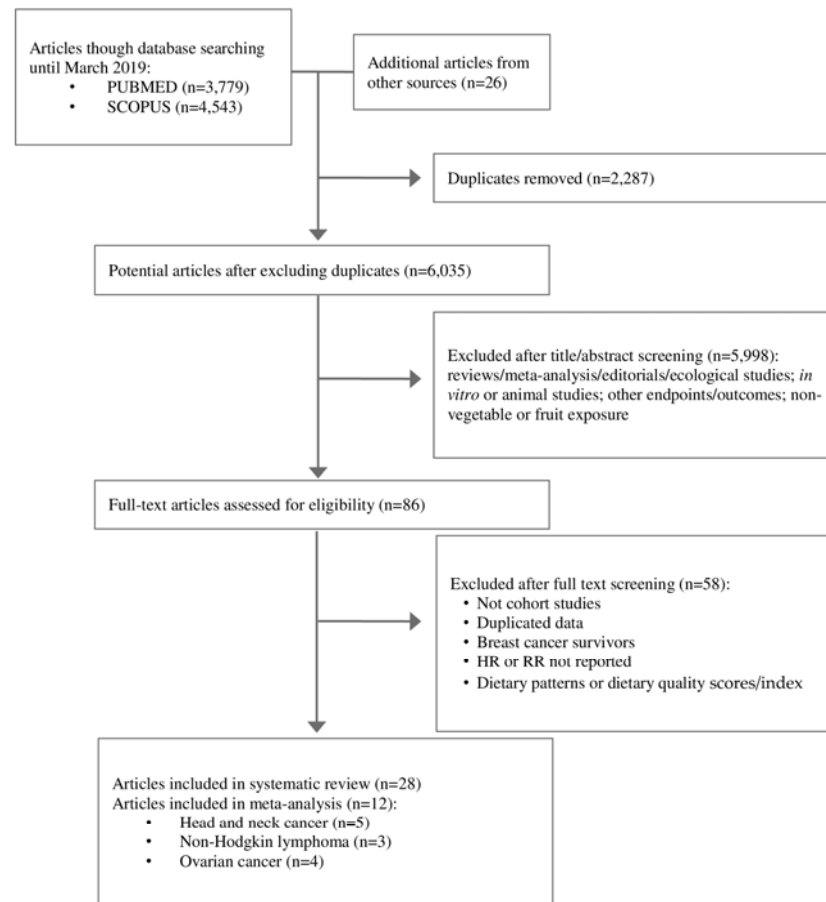 Articles though database searching
until March 2019:
• PUBMED (n=3,779)
• SCOPUS (n=4,543)
Additional articles from
other sources (n=26)
Duplicates removed (n=2,287)
Potential articles after excluding duplicates (n=6,035)
Excluded after title/abstract screening (n=5,998):
reviews/meta-analysis/editorials/ecological studies; in
vitro or animal studies; other endpoints/outcomes; non-
vegetable or fruit exposure
Full-text articles assessed for eligibility (n=86)
Excluded after full text screening (n=58):
• Not cohort studies
• Duplicated data
• Breast cancer survivors
• HR or RR not reported
• Dietary patterns or dietary quality scores/index
Articles included in systematic review (n=28)
Articles included in meta-analysis (n=12):
• Head and neck cancer (n=5)
• Non-Hodgkin lymphoma (n=3)
• Ovarian cancer (n=4)